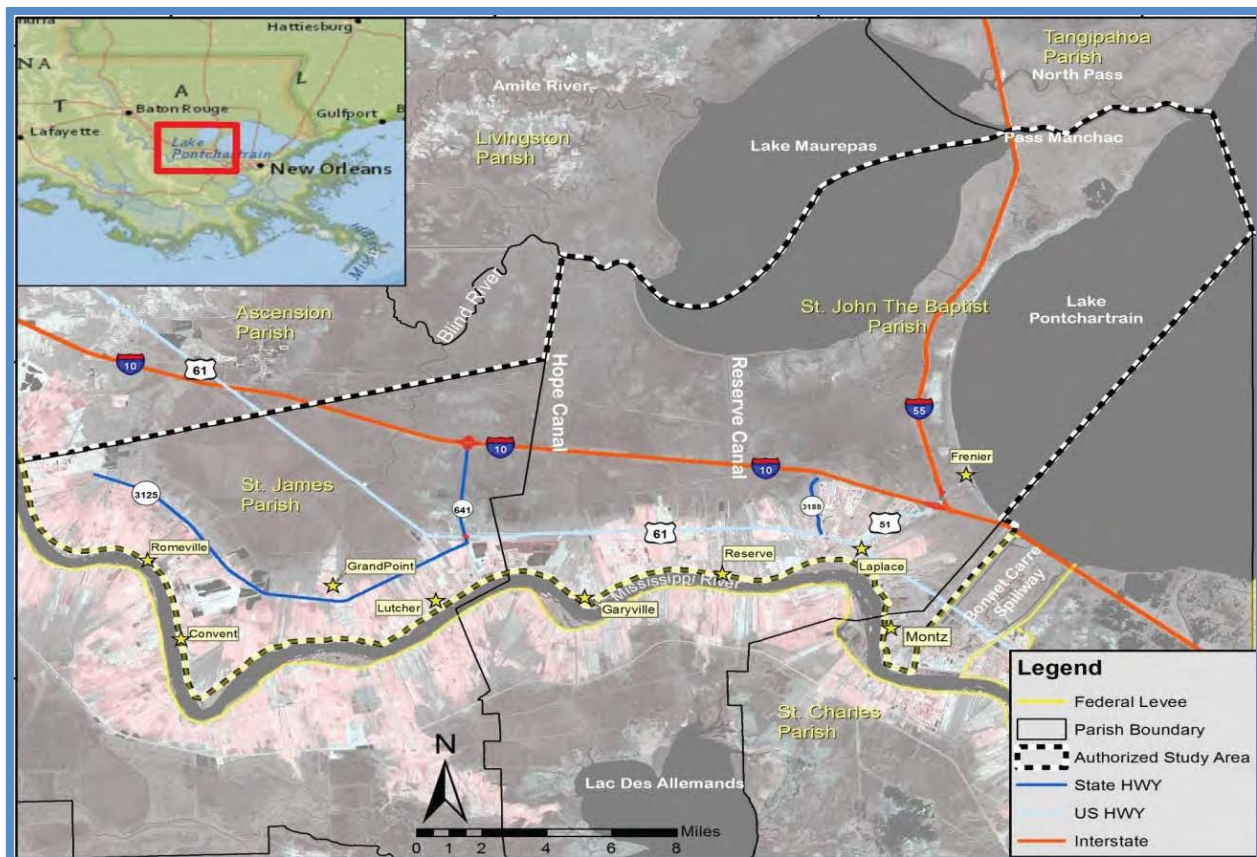 Hattiesburg
NA
A
T
L
Baton Rouge
Gulfport
B
Lafayette
Lake
Pontchartrain
New Orleans
Tangipahoa
Parish
North Pass
Amite River
Livingston
Parish
Lake Maurepas
Pass Manchac
Blind River
Ascension
Parish
St. John The Baptist
Parish
Lake
Pontchartrain
10
61
Hope Canal
Reserve Canal
55
10
10
Frenier
St. James
Parish
3125
641
3188
51
61
Romeville
GrandPoint
Reserve
Laplace
Mississippi River
Lutcher
Garyville
Bonnet Carre
Spillway
Convent
Montz
St. Charles
Parish
Lac Des Allemands
N
Miles
0 2 4 6 8
Legend
Federal Levee
Parish Boundary
Authorized Study Area
State HWY
US HWY
Interstate